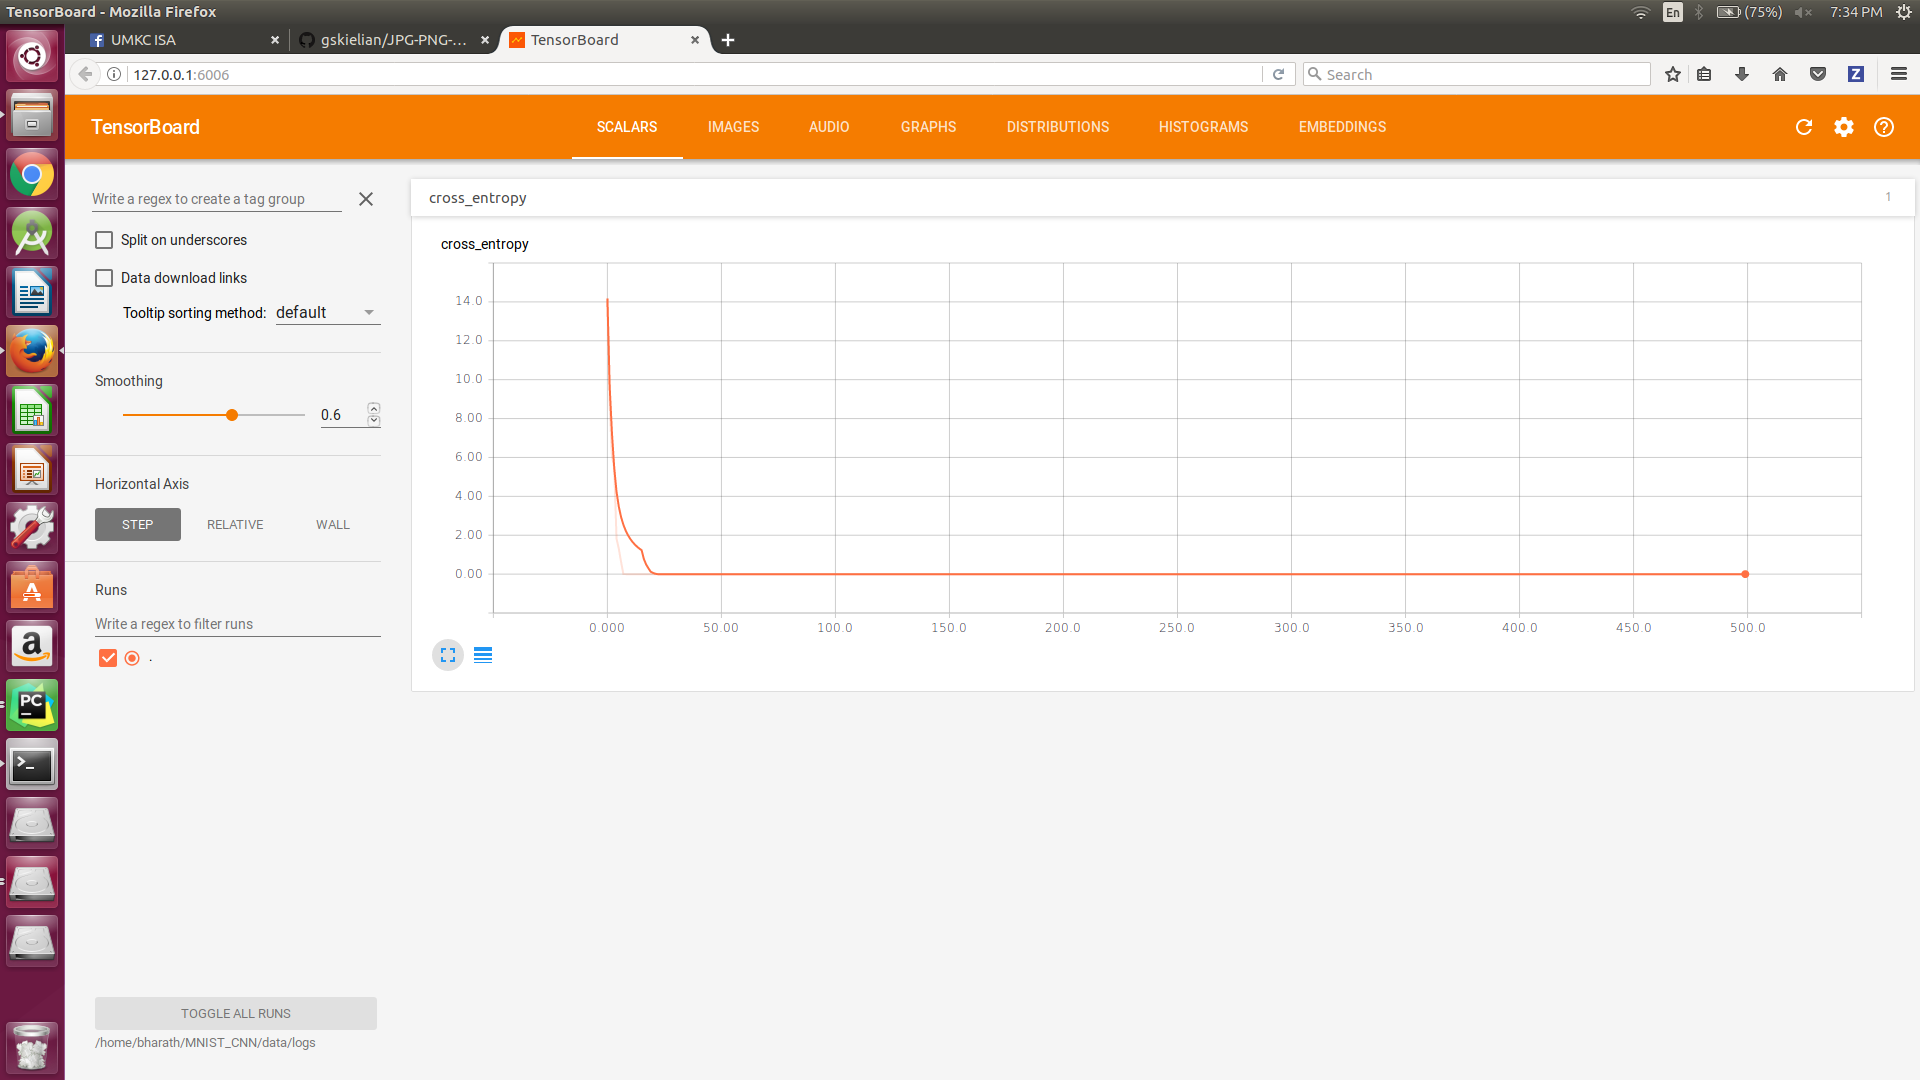 TensorBoard - Mozilla Firefox
En
(75%)
7:34 PM
UMKC ISA
gskielian/JPG-PNG-...
TensorBoard
127.0.0.1:6006
Search
Z
TensorBoard
SCALARS
IMAGES
AUDIO
GRAPHS
DISTRIBUTIONS
HISTOGRAMS
EMBEDDINGS
Write a regex to create a tag group
Split on underscores
Data download links
Tooltip sorting method: default
Smoothing
0.6
Horizontal Axis
STEP
RELATIVE
WALL
Runs
Write a regex to filter runs
.
TOGGLE ALL RUNS
/home/bharath/MNIST_CNN/data/logs
cross_entropy
1
cross_entropy
14.0
12.0
10.0
8.00
6.00
4.00
2.00
0.00
0.000
50.00
100.0
150.0
200.0
250.0
300.0
350.0
400.0
450.0
500.0
A
a
PC
>_